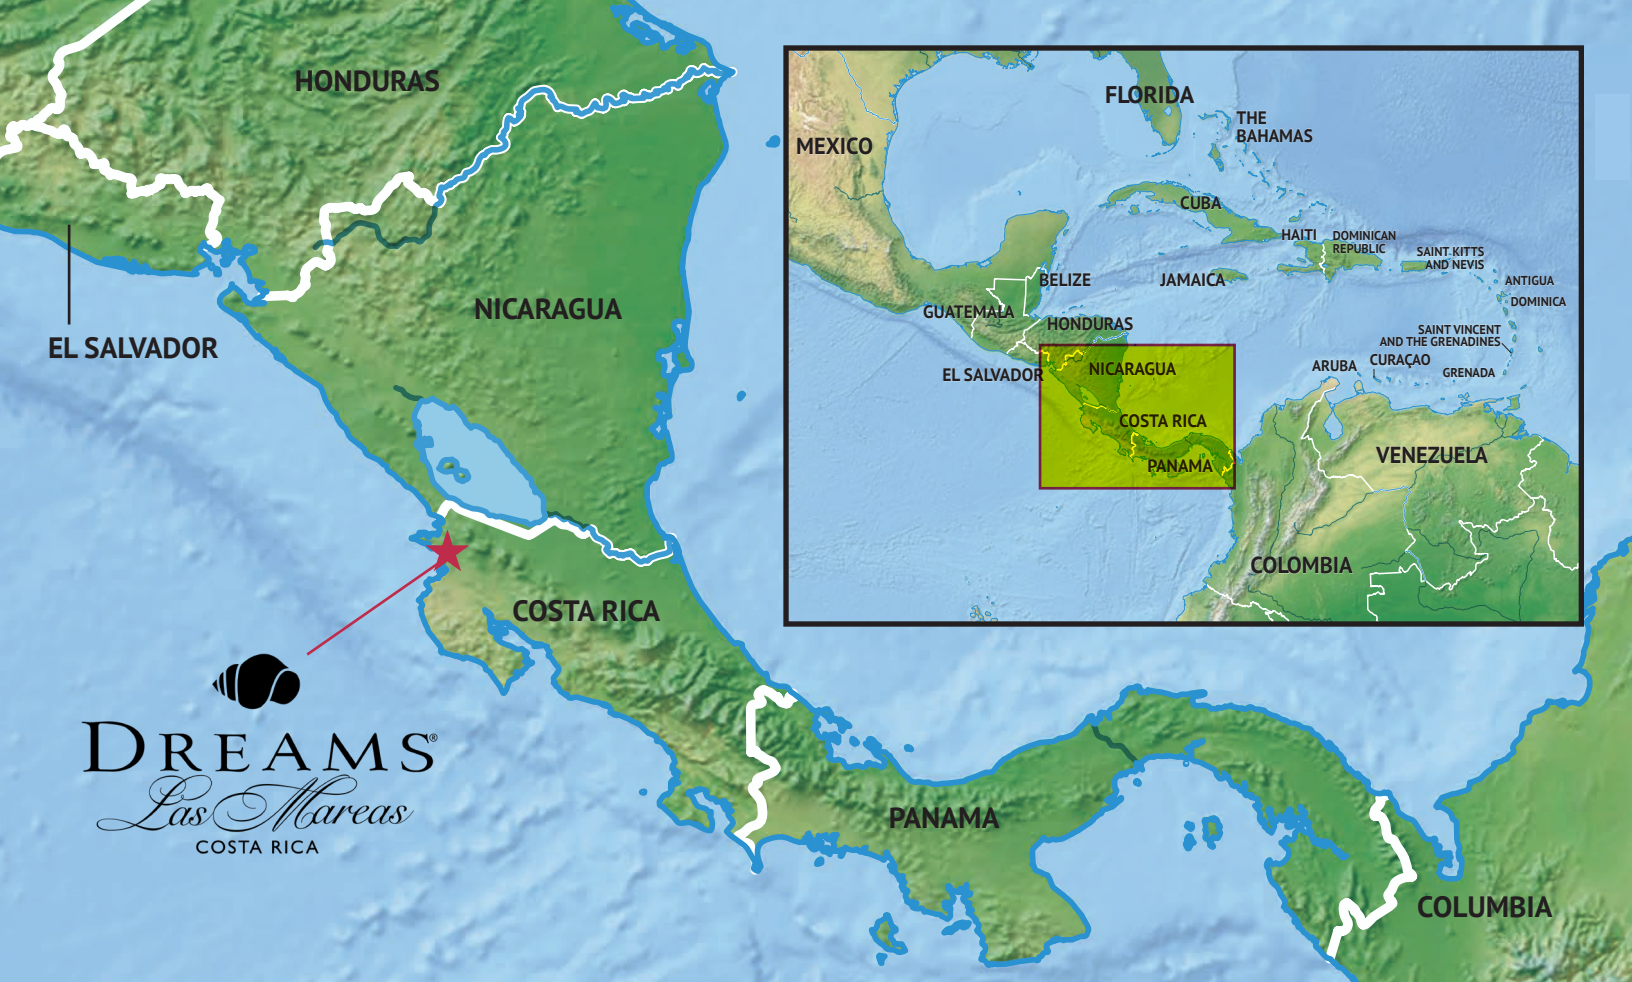 HONDURAS
NICARAGUA
EL SALVADOR
COSTA RICA
PANAMA
COLUMBIA
DREAMS®
Las Mareas
COSTA RICA
FLORIDA
THE
BAHAMAS
MEXICO
CUBA
HAITI
DOMINICAN
REPUBLIC
SAINT KITTS
AND NEVIS
BELIZE
JAMAICA
ANTIGUA
DOMINICA
GUATEMALA
HONDURAS
SAINT VINCENT
AND THE GRENADINES
EL SALVADOR
NICARAGUA
ARUBA
CURAÇAO
GRENADA
COSTA RICA
PANAMA
VENEZUELA
COLOMBIA